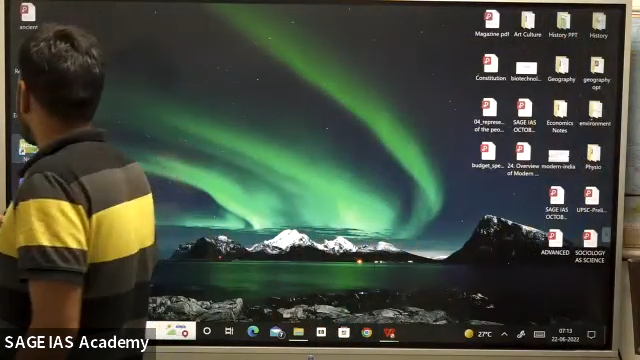 ancient
Magazine pdf
Art Culture
History PPT
History
Constitution
biotechnol...
Geography
geography
opt
04_represe...
of the peo...
SAGE IAS
OCTOB...
Economics
Notes
environment
budget_spe...
24. Overview
of Modern ...
modern-india
Physio
SAGE IAS
OCTOB...
UPSC-Preli...
ADVANCED
SOCIOLOGY
AS SCIENCE
27°C
07:13
22-06-2022
SAGE IAS Academy